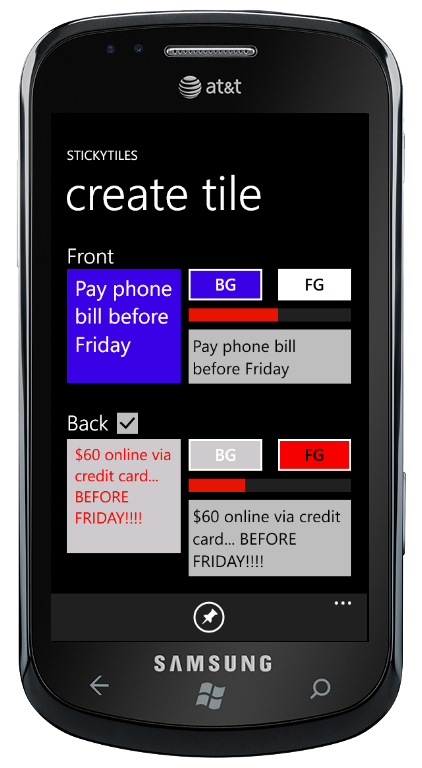 at&t
STICKYTILES
create tile
Front
Pay phone
bill before
Friday
BG
FG
Pay phone bill
before Friday
Back
$60 online via
credit card...
BEFORE
FRIDAY!!!!
BG
FG
$60 online via credit
card... BEFORE
FRIDAY!!!!
SAMSUNG